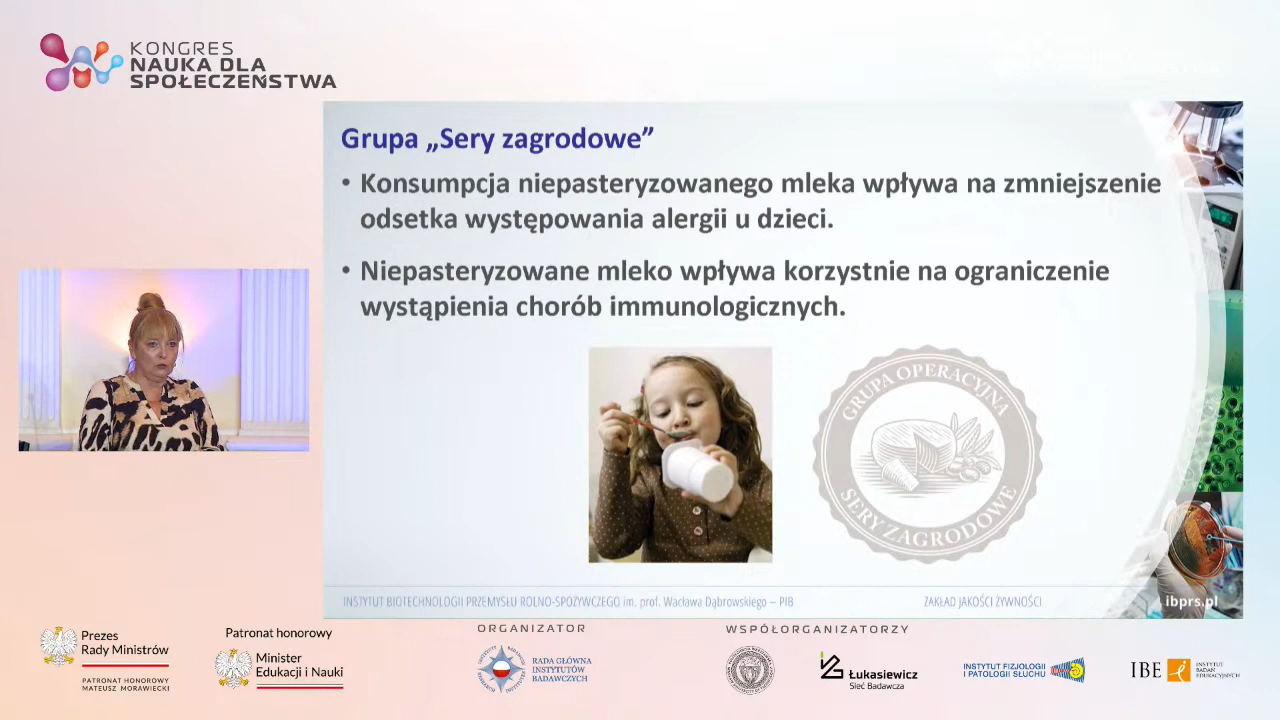 KONGRES
NAUKA DLA
SPOŁECZEŃSTWA
Grupa „Sery zagrodowe”
• Konsumpcja niepasteryzowanego mleka wpływa na zmniejszenie
odsetka występowania alergii u dzieci.
• Niepasteryzowane mleko wpływa korzystnie na ograniczenie
wystąpienia chorób immunologicznych.
GRUPA OPERACYJNA
SERY ZAGRODOWE
INSTYTUT BIOTECHNOLOGII PRZEMYSŁU ROLNO-SPOŻYWCZEGO im. prof. Wacława Dąbrowskiego – PIB
ZAKŁAD JAKOŚCI ŻYWNOŚCI
ibprs.pl
Prezes
Rady Ministrów
PATRONAT HONOROWY
MATEUSZ MORAWIECKI
Patronat honorowy
Minister
Edukacji i Nauki
ORGANIZATOR
RADA GŁÓWNA
INSTYTUTÓW
BADAWCZYCH
WSPÓŁORGANIZATORZY
Łukasiewicz
Sieć Badawcza
INSTYTUT FIZJOLOGII
I PATOLOGII SŁUCHU
IBE
INSTYTUT
BADAŃ
EDUKACYJNYCH